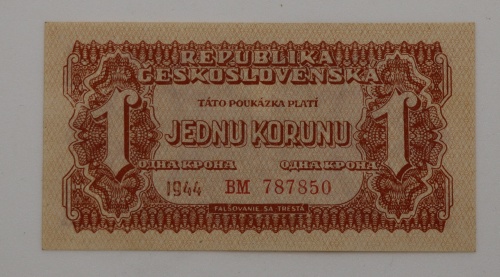 REPUBLIKA
ČESKOSLOVENSKÁ
TÁTO POUKÁZKA PLATÍ
1 JEDNU KORUNU 1
ОДНА КРОНА ОДНА КРОНА
1944 BM 787850
FALŠOVANIE SA TRESTÁ